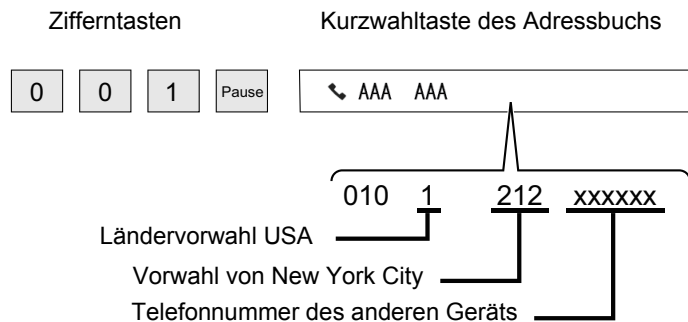 Zifferntasten Kurzwahltaste des Adressbuchs
0 0 1 Pause AAA AAA
010 1 212 xxxxxx
Ländervorwahl USA
Vorwahl von New York City
Telefonnummer des anderen Geräts